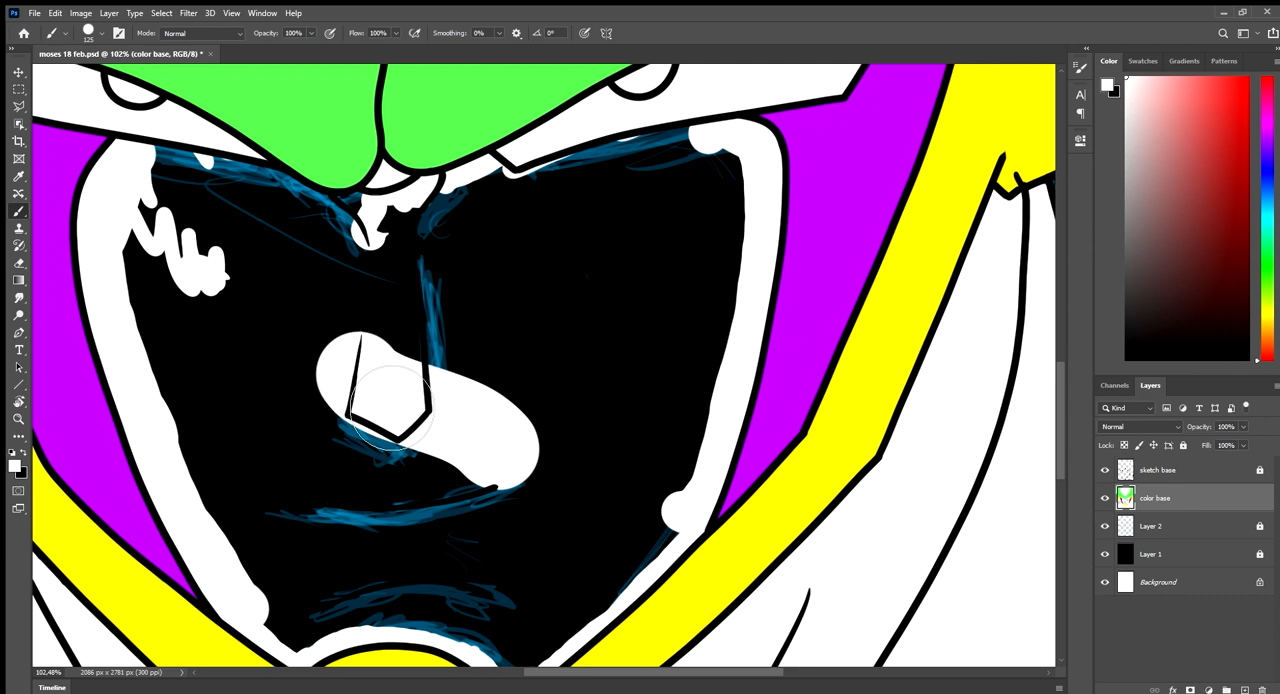 Ps File Edit Image Layer Type Select Filter 3D View Window Help
125 Mode: Normal Opacity: 100% Flow: 100% Smoothing: 0% 0°
moses 18 feb.psd @ 102% (color base, RGB/8) * ×
Color Swatches Gradients Patterns
Channels Layers
Kind
Normal Opacity: 100%
Lock: Fill: 100%
sketch base
color base
Layer 2
Layer 1
Background
102.48% 2086 px x 2781 px (300 ppi)
Timeline